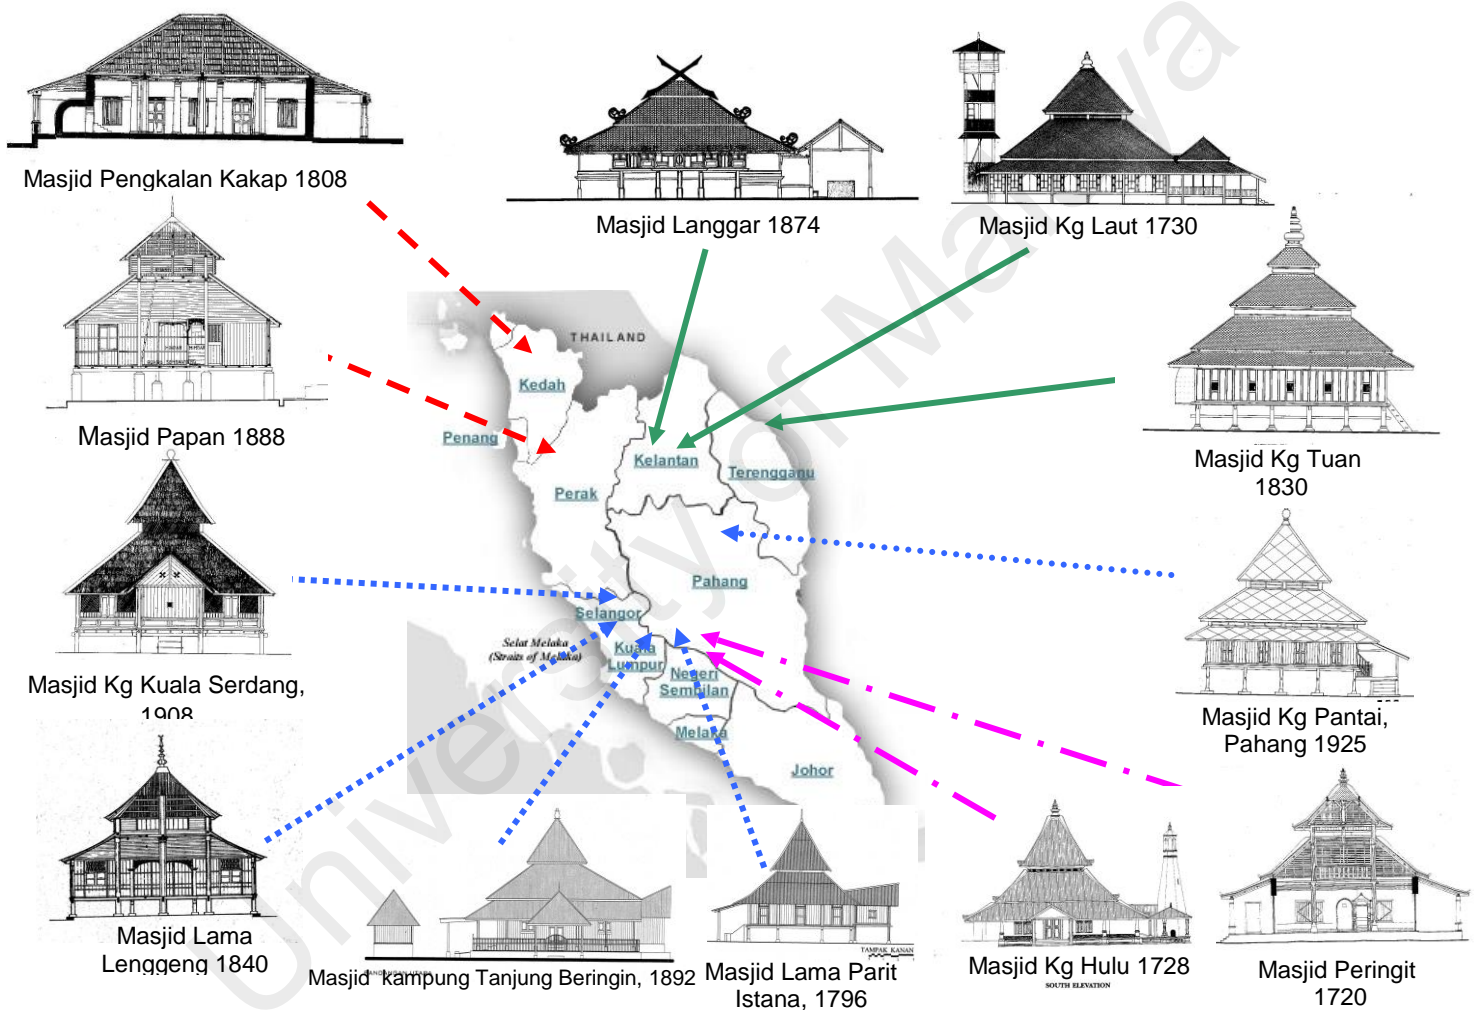 Masjid Pengkalan Kakap 1808
Masjid Langgar 1874
Masjid Kg Laut 1730
Masjid Papan 1888
Masjid Kg Tuan
1830
Masjid Kg Kuala Serdang,
1908
Masjid Kg Pantai,
Pahang 1925
Masjid Lama
Lenggeng 1840
Masjid kampung Tanjung Beringin, 1892
Masjid Lama Parit
Istana, 1796
TAMPAK KANAN
Masjid Kg Hulu 1728
SOUTH ELEVATION
Masjid Peringit
1720
THAILAND
Kedah
Penang
Perak
Kelantan
Terengganu
Pahang
Selangor
Selat Melaka
(Straits of Melaka)
Kuala
Lumpur
Negeri
Sembilan
Melaka
Johor
University of Malaya